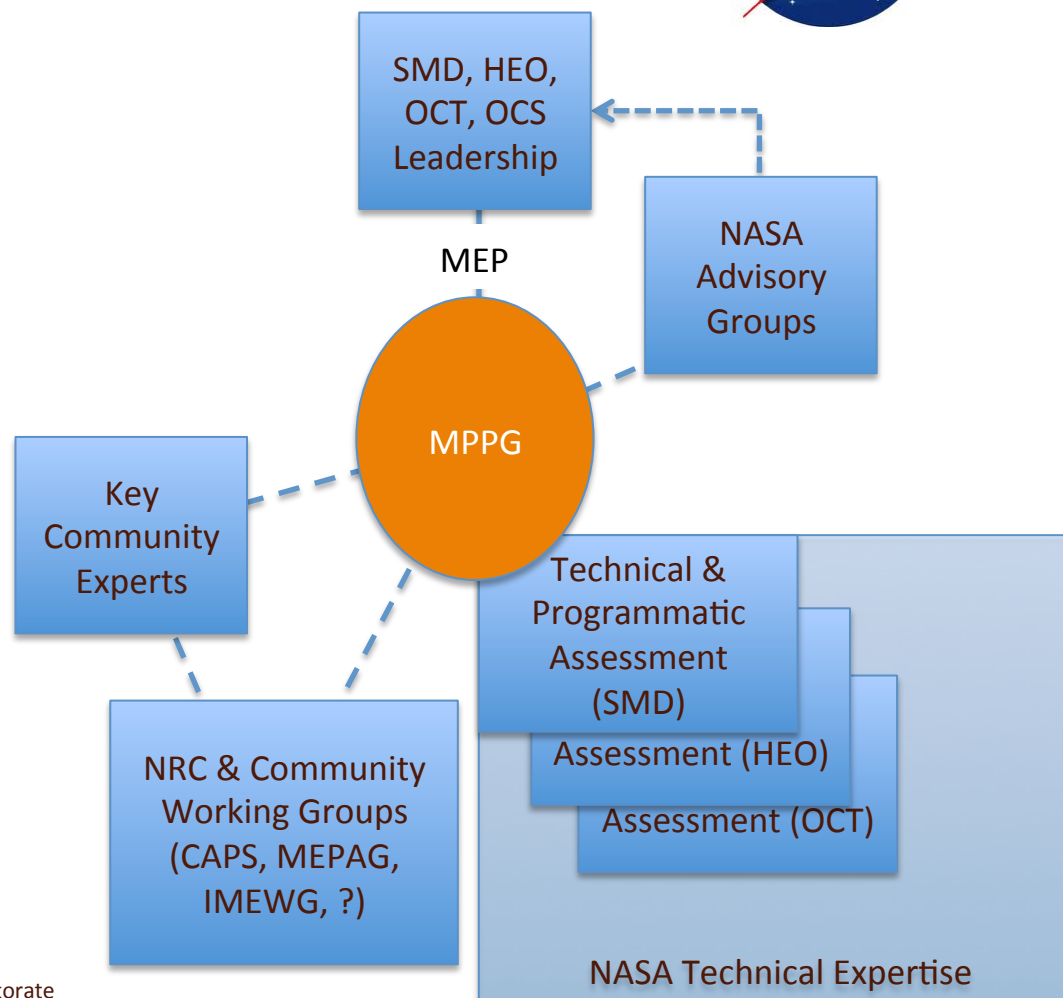 SMD, HEO,
OCT, OCS
Leadership
MEP
NASA
Advisory
Groups
MPPG
Key
Community
Experts
Technical &
Programmatic
Assessment
(SMD)
Assessment (HEO)
Assessment (OCT)
NRC & Community
Working Groups
(CAPS, MEPAG,
IMEWG, ?)
NASA Technical Expertise